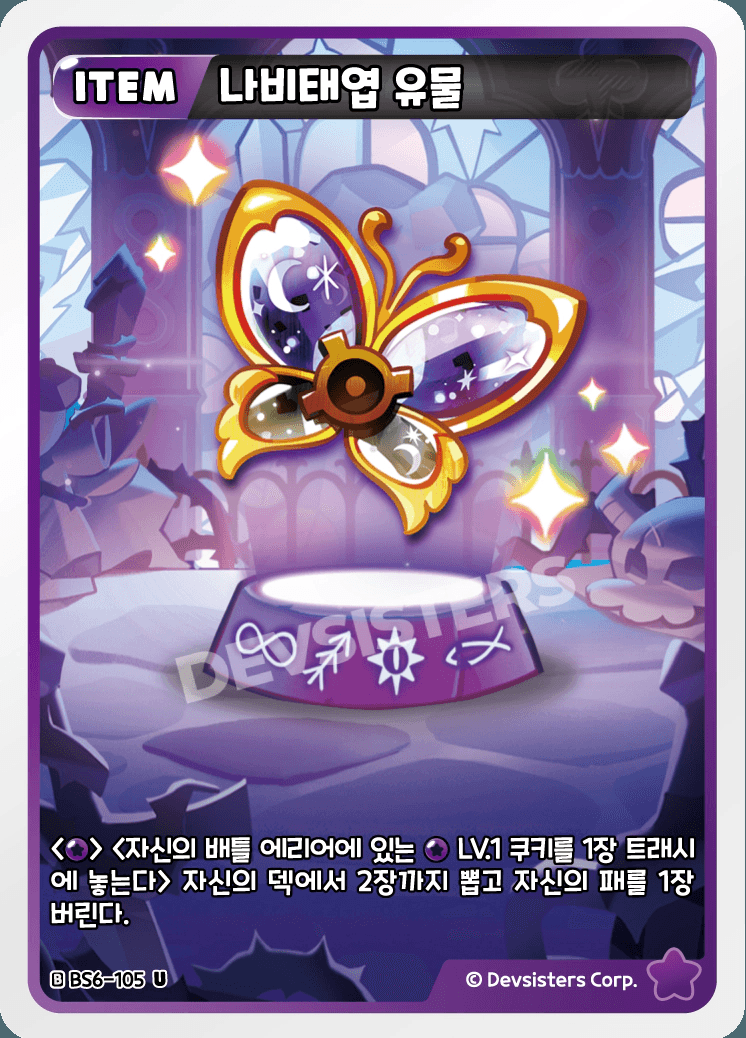 ITEM 나비태엽 유물
DEVSISTERS
< > <자신의 배틀 에리어에 있는 LV.1 쿠키를 1장 트래시
에 놓는다> 자신의 덱에서 2장까지 뽑고 자신의 패를 1장
버린다.
B BS6-105 U © Devsisters Corp.